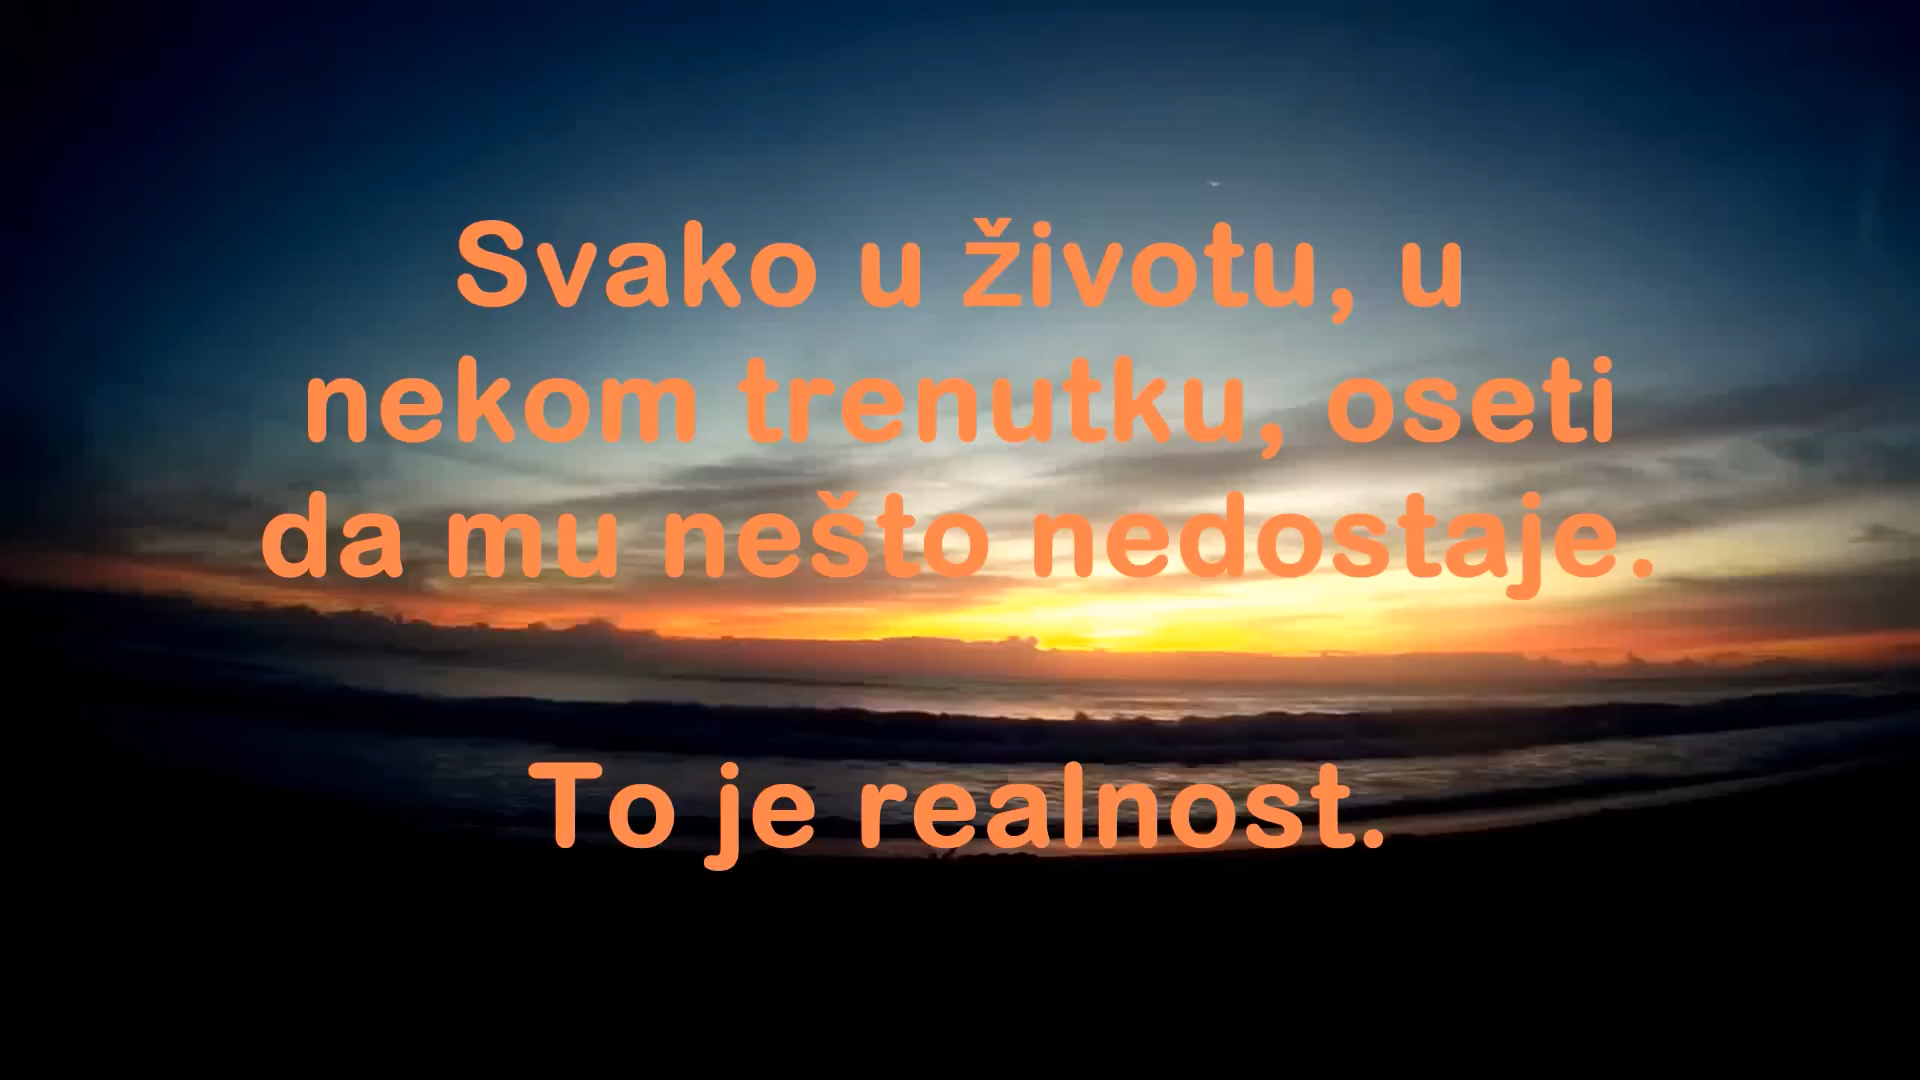 Svako u životu, u
nekom trenutku, oseti
da mu nešto nedostaje.
To je realnost.